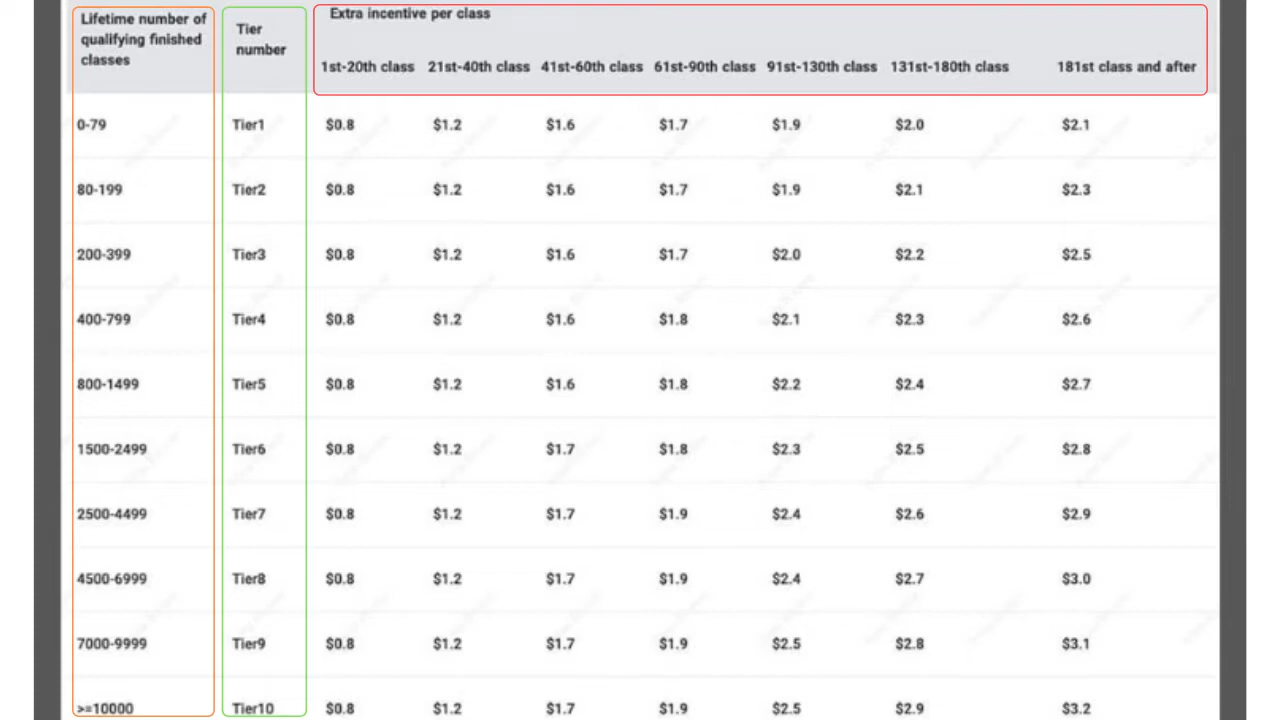 Lifetime number of qualifying finished classes Tier number Extra incentive per class
1st-20th class 21st-40th class 41st-60th class 61st-90th class 91st-130th class 131st-180th class 181st class and after
0-79 Tier1 $0.8 $1.2 $1.6 $1.7 $1.9 $2.0 $2.1
80-199 Tier2 $0.8 $1.2 $1.6 $1.7 $1.9 $2.1 $2.3
200-399 Tier3 $0.8 $1.2 $1.6 $1.7 $2.0 $2.2 $2.5
400-799 Tier4 $0.8 $1.2 $1.6 $1.8 $2.1 $2.3 $2.6
800-1499 Tier5 $0.8 $1.2 $1.6 $1.8 $2.2 $2.4 $2.7
1500-2499 Tier6 $0.8 $1.2 $1.7 $1.8 $2.3 $2.5 $2.8
2500-4499 Tier7 $0.8 $1.2 $1.7 $1.9 $2.4 $2.6 $2.9
4500-6999 Tier8 $0.8 $1.2 $1.7 $1.9 $2.4 $2.7 $3.0
7000-9999 Tier9 $0.8 $1.2 $1.7 $1.9 $2.5 $2.8 $3.1
>=10000 Tier10 $0.8 $1.2 $1.7 $1.9 $2.5 $2.9 $3.2